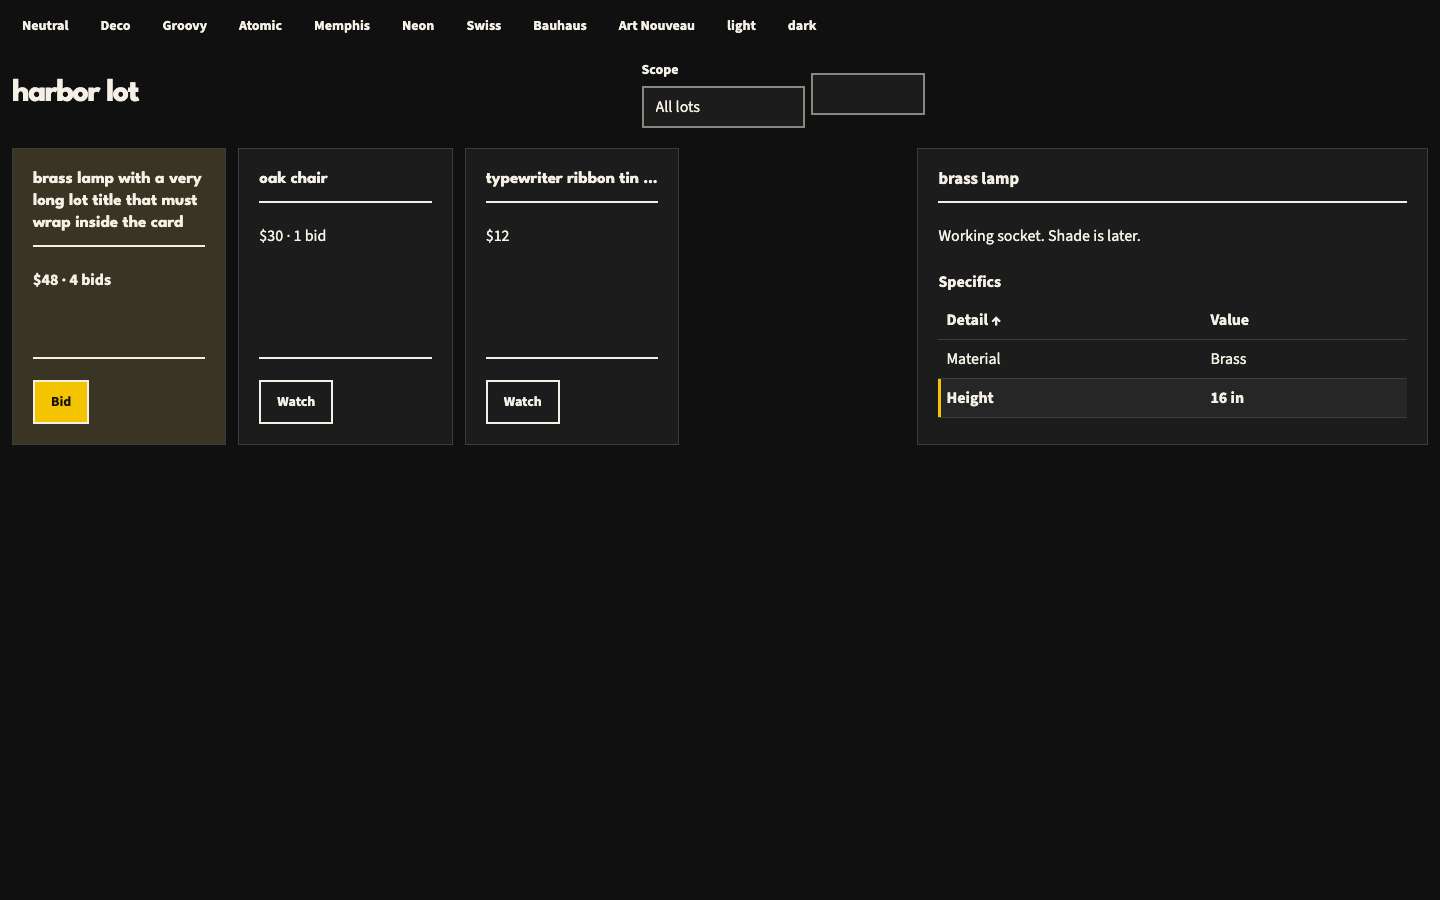 Neutral Deco Groovy Atomic Memphis Neon Swiss Bauhaus Art Nouveau light dark
harbor lot
Scope
All lots
brass lamp with a very
long lot title that must
wrap inside the card
$48 · 4 bids
Bid
oak chair
$30 · 1 bid
Watch
typewriter ribbon tin ...
$12
Watch
brass lamp
Working socket. Shade is later.
Specifics
Detail ↑ Value
Material Brass
Height 16 in